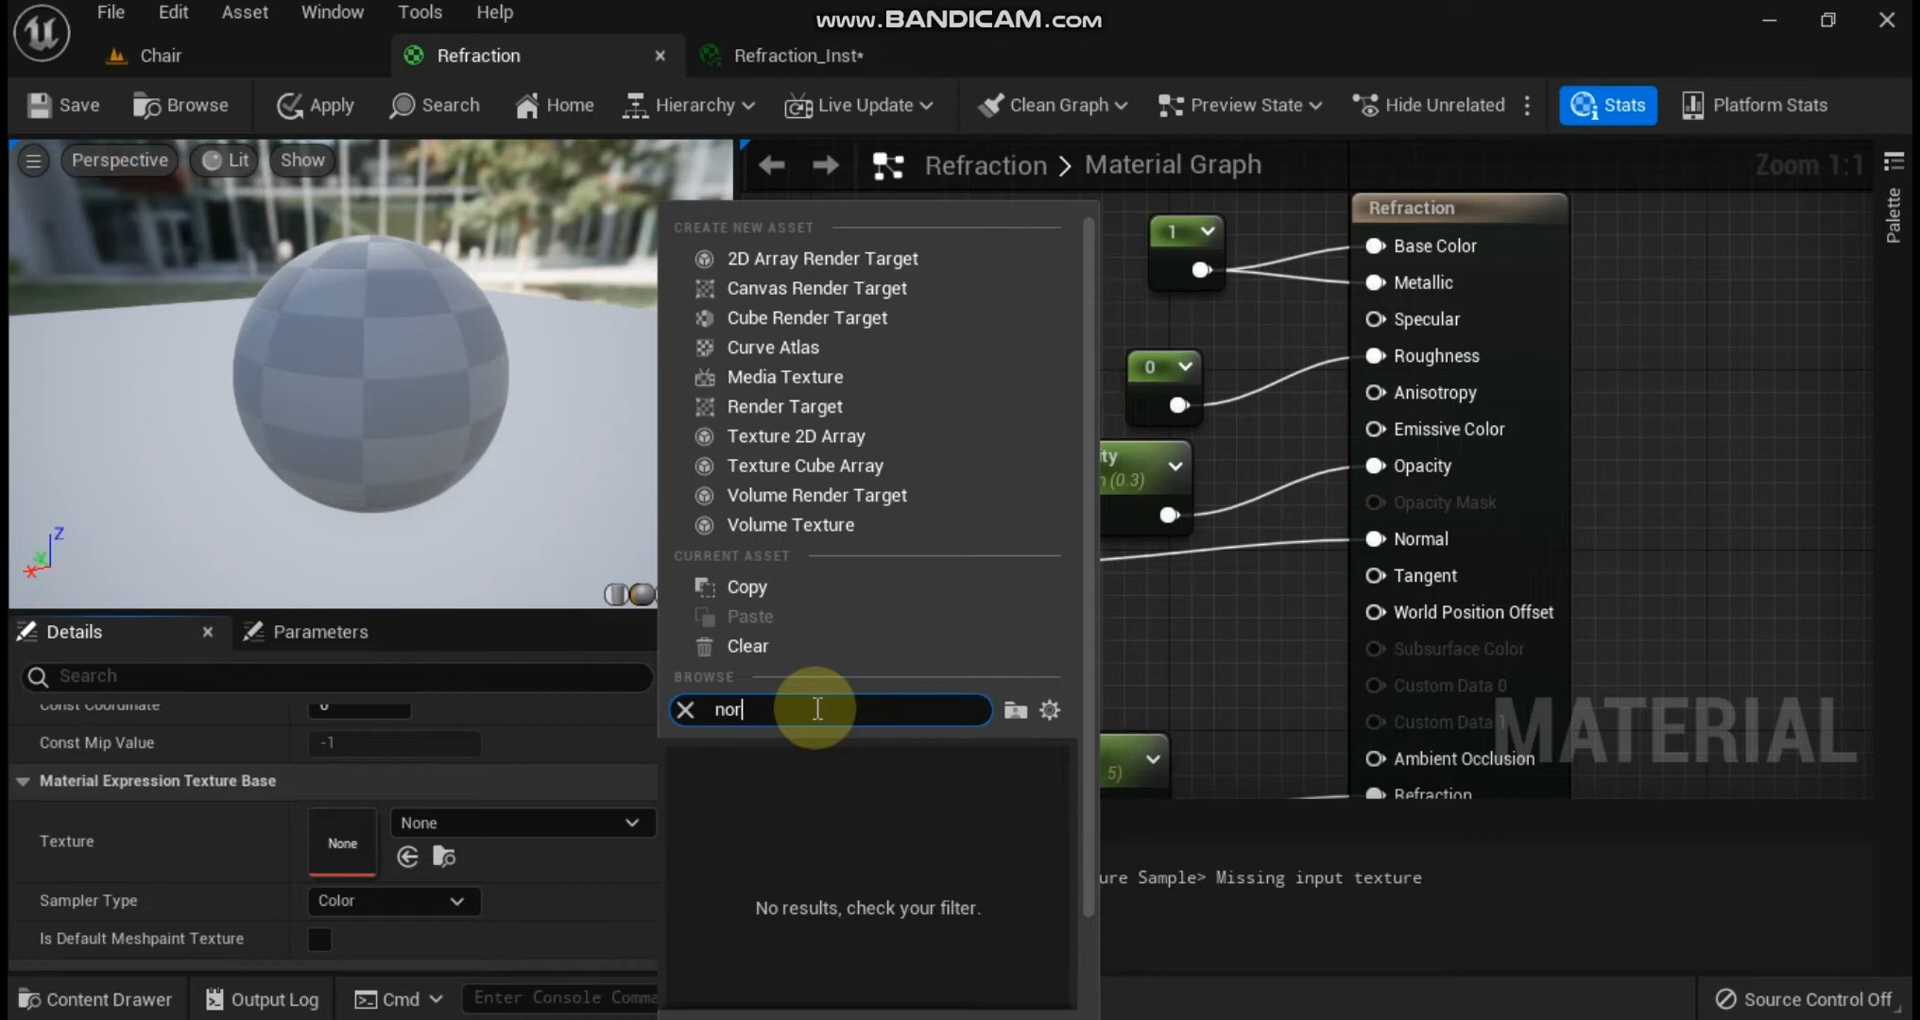 File Edit Asset Window Tools Help
www.BANDICAM.com
Chair Refraction Refraction_Inst*
Save Browse Apply Search Home Hierarchy Live Update Clean Graph Preview State Hide Unrelated Stats Platform Stats
Perspective Lit Show
Refraction > Material Graph
Zoom 1:1
Palette
CREATE NEW ASSET
2D Array Render Target
Canvas Render Target
Cube Render Target
Curve Atlas
Media Texture
Render Target
Texture 2D Array
Texture Cube Array
Volume Render Target
Volume Texture
CURRENT ASSET
Copy
Paste
Clear
BROWSE
nor
No results, check your filter.
1
0
ty
(0.3)
.5)
Refraction
Base Color
Metallic
Specular
Roughness
Anisotropy
Emissive Color
Opacity
Opacity Mask
Normal
Tangent
World Position Offset
Subsurface Color
Custom Data 0
Custom Data 1
Ambient Occlusion
Refraction
MATERIAL
Z
X
Details Parameters
Search
Const Coordinate 0
Const Mip Value -1
Material Expression Texture Base
Texture None None
Sampler Type Color
Is Default Meshpaint Texture
ure Sample> Missing input texture
Content Drawer Output Log Cmd Enter Console Comma
Source Control Off